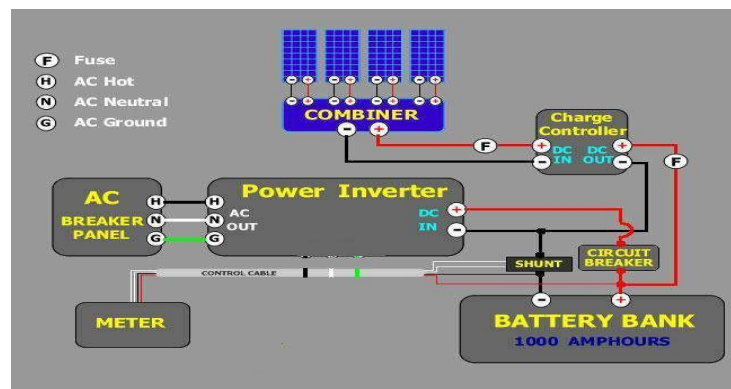 F Fuse
H AC Hot
N AC Neutral
G AC Ground
- + - + - + - +
- + - + - + - +
COMBINER
- +
F
Charge
Controller
+ DC DC +
- IN OUT -
F
AC
BREAKER
PANEL
H
N
G
Power Inverter
H
N AC
G OUT
DC +
IN -
SHUNT
CIRCUIT
BREAKER
CONTROL CABLE
METER
- +
BATTERY BANK
1000 AMPHOURS